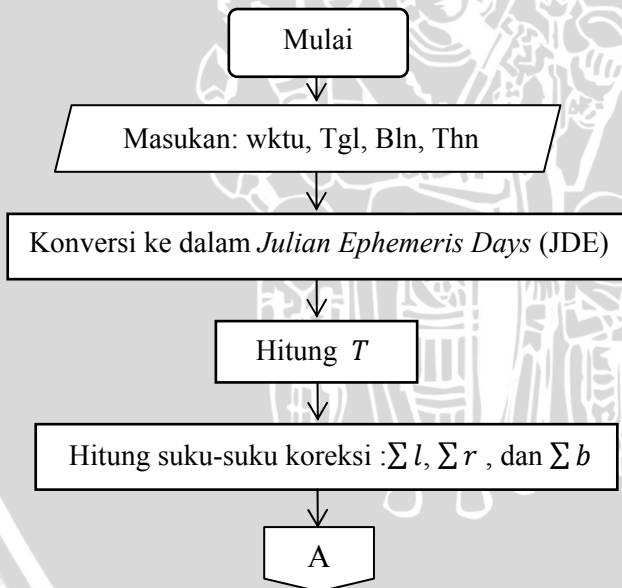 Mulai
Masukan: wktu, Tgl, Bln, Thn
Konversi ke dalam Julian Ephemeris Days (JDE)
Hitung T
Hitung suku-suku koreksi :∑ l, ∑ r , dan ∑ b
A